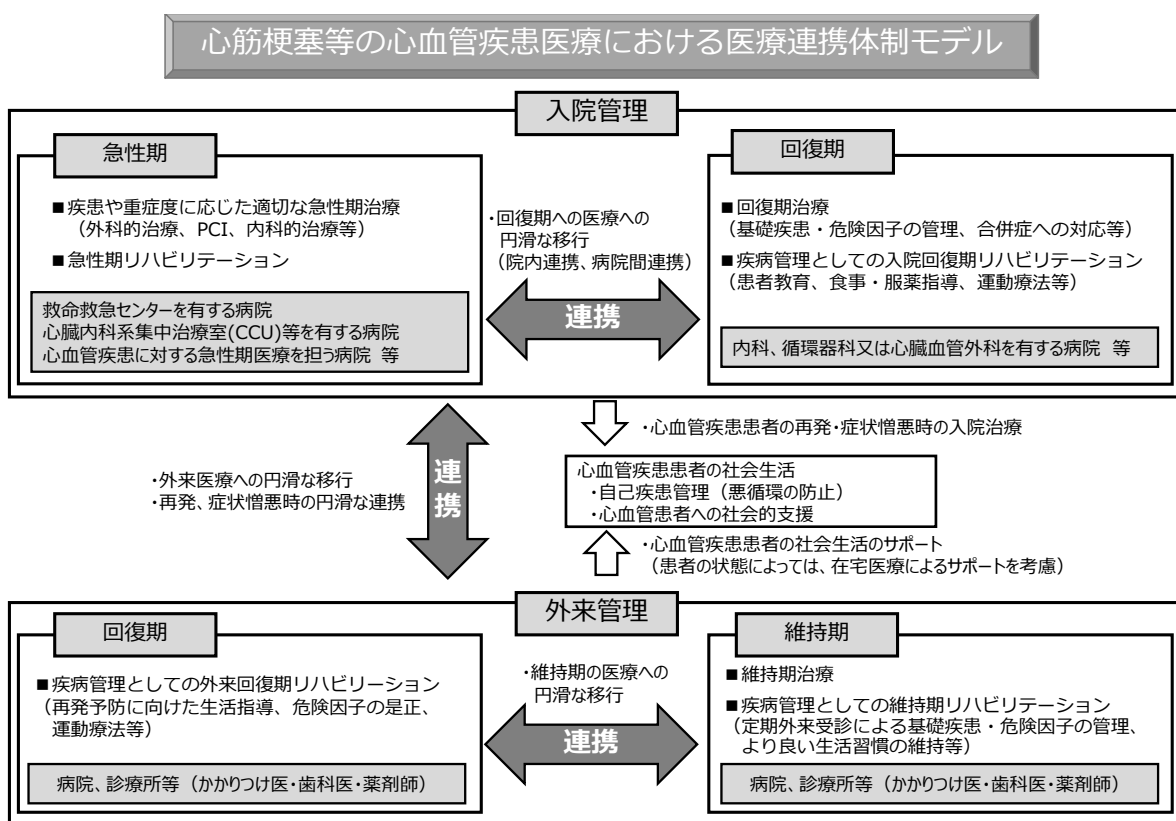 心筋梗塞等の心血管疾患医療における医療連携体制モデル
入院管理
急性期
■疾患や重症度に応じた適切な急性期治療
（外科的治療、PCI、内科的治療等）
■急性期リハビリテーション
救命救急センターを有する病院
心臓内科系集中治療室(CCU)等を有する病院
心血管疾患に対する急性期医療を担う病院 等
・回復期への医療への
円滑な移行
（院内連携、病院間連携）
連携
回復期
■回復期治療
（基礎疾患・危険因子の管理、合併症への対応等）
■疾病管理としての入院回復期リハビリテーション
（患者教育、食事・服薬指導、運動療法等）
内科、循環器科又は心臓血管外科を有する病院 等
・外来医療への円滑な移行
・再発、症状憎悪時の円滑な連携
連
携
・心血管疾患患者の再発・症状憎悪時の入院治療
心血管疾患患者の社会生活
・自己疾患管理（悪循環の防止）
・心血管患者への社会的支援
・心血管疾患患者の社会生活のサポート
（患者の状態によっては、在宅医療によるサポートを考慮）
外来管理
回復期
■疾病管理としての外来回復期リハビリーション
（再発予防に向けた生活指導、危険因子の是正、
運動療法等）
病院、診療所等（かかりつけ医・歯科医・薬剤師）
・維持期の医療への
円滑な移行
連携
維持期
■維持期治療
■疾病管理としての維持期リハビリテーション
（定期外来受診による基礎疾患・危険因子の管理、
より良い生活習慣の維持等）
病院、診療所等（かかりつけ医・歯科医・薬剤師）